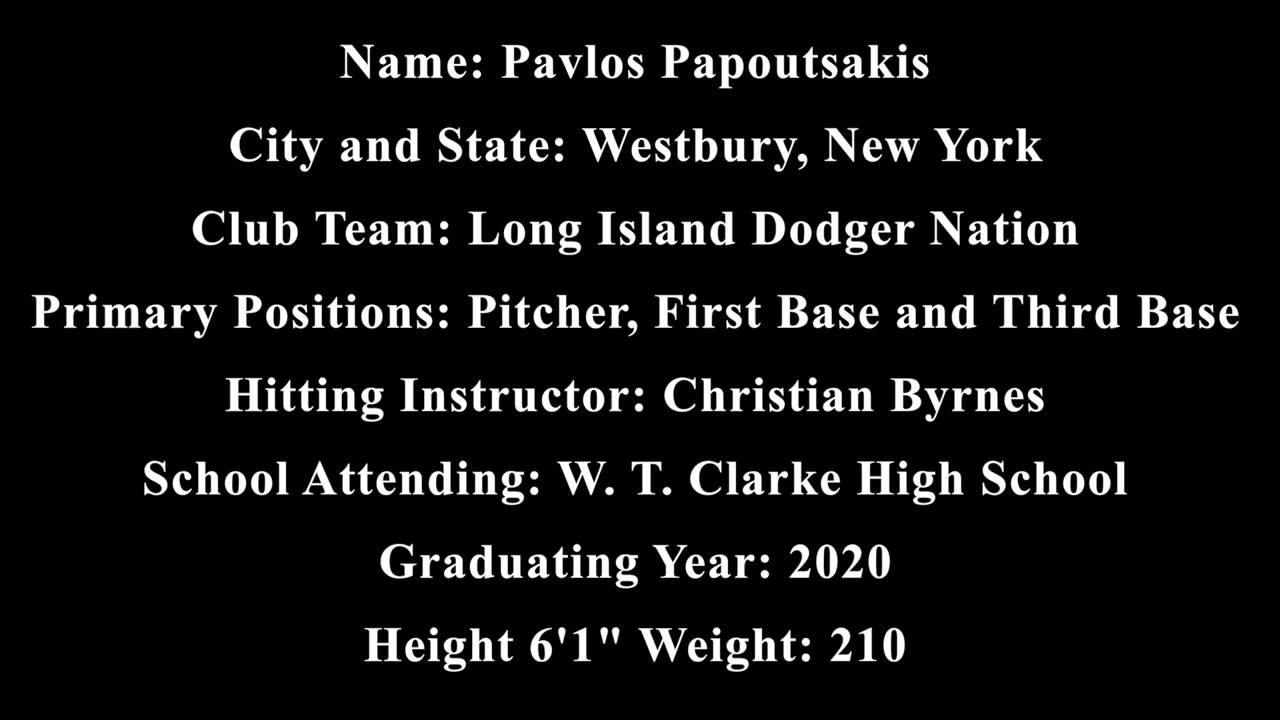 Name: Pavlos Papoutsakis
City and State: Westbury, New York
Club Team: Long Island Dodger Nation
Primary Positions: Pitcher, First Base and Third Base
Hitting Instructor: Christian Byrnes
School Attending: W. T. Clarke High School
Graduating Year: 2020
Height 6'1" Weight: 210